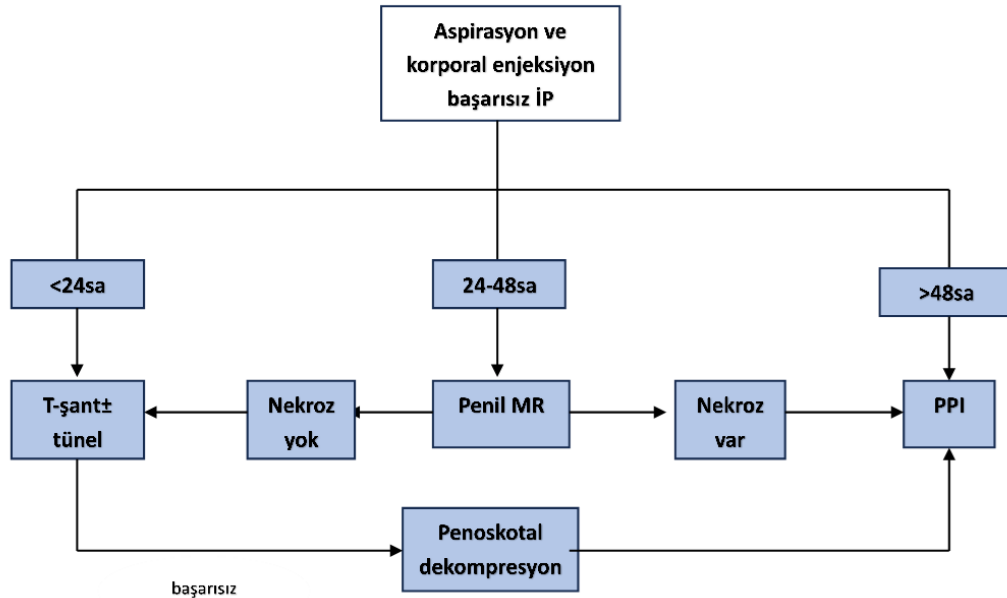 Aspirasyon ve
korporal enjeksiyon
başarısız İP
<24sa
24-48sa
>48sa
T-şant±
tünel
Nekroz
yok
Penil MR
Nekroz
var
PPI
Penoskotal
dekompresyon
başarısız